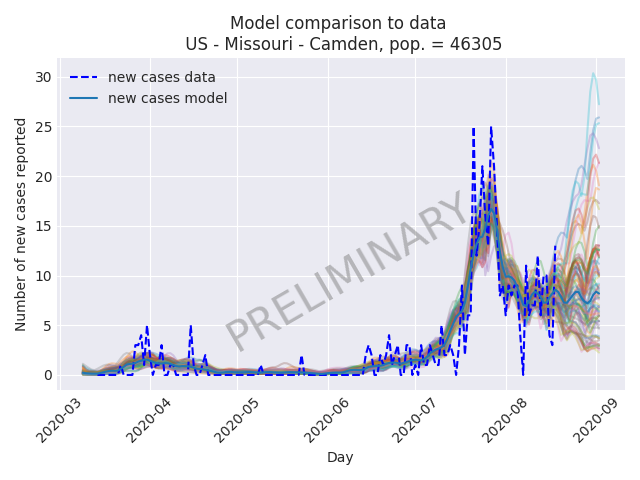 Model comparison to data
US - Missouri - Camden, pop. = 46305
new cases data
new cases model
Number of new cases reported
30
25
20
15
10
5
0
PRELIMINARY
2020-03
2020-04
2020-05
2020-06
2020-07
2020-08
2020-09
Day